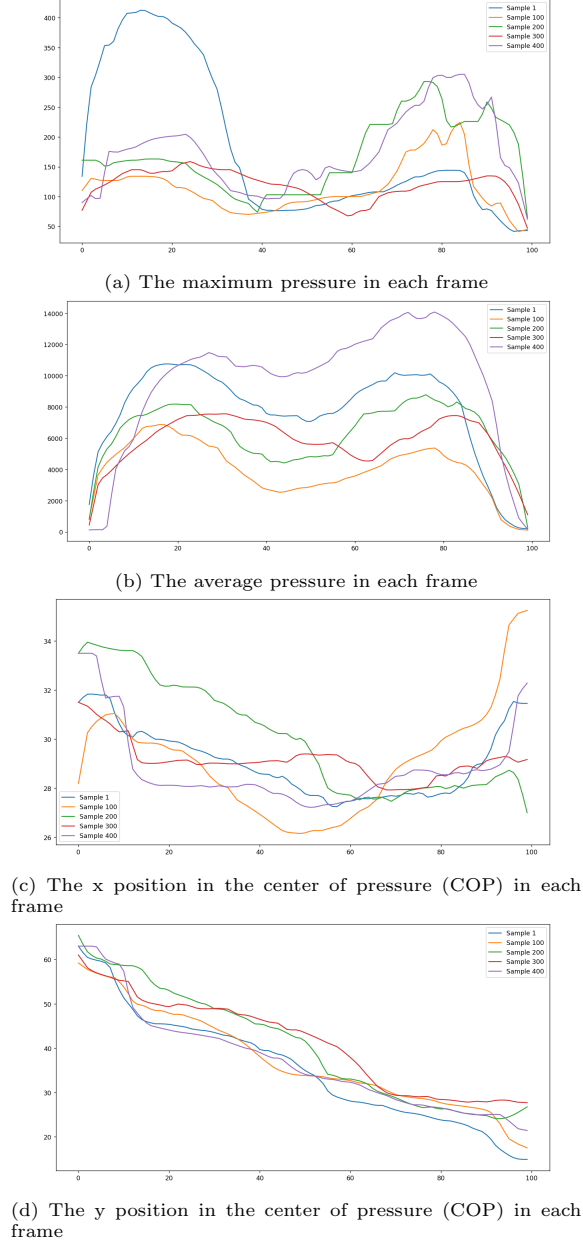 400
350
300
250
200
150
100
50
0
20
40
60
80
100
Sample 1
Sample 100
Sample 200
Sample 300
Sample 400
(a) The maximum pressure in each frame
14000
12000
10000
8000
6000
4000
2000
0
0
20
40
60
80
100
Sample 1
Sample 100
Sample 200
Sample 300
Sample 400
(b) The average pressure in each frame
34
32
30
28
26
0
20
40
60
80
100
Sample 1
Sample 100
Sample 200
Sample 300
Sample 400
(c) The x position in the center of pressure (COP) in each
frame
60
50
40
30
20
0
20
40
60
80
100
Sample 1
Sample 100
Sample 200
Sample 300
Sample 400
(d) The y position in the center of pressure (COP) in each
frame